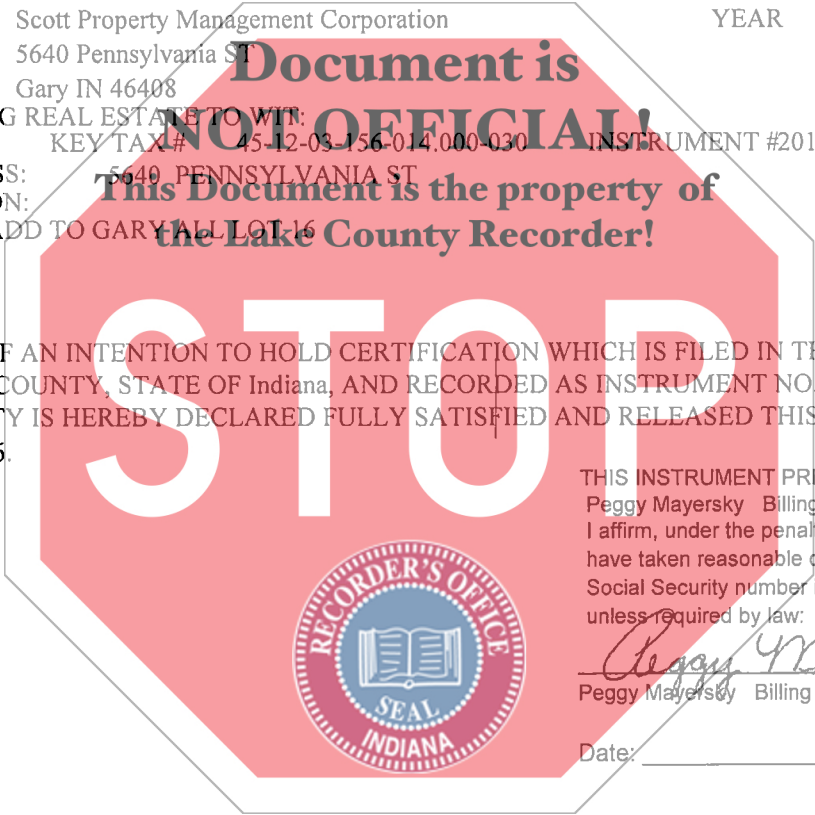 Scott Property Management Corporation YEAR
5640 Pennsylvania ST
Document is
Gary IN 46408
G REAL ESTATE TO WIT:
NOT OFFICIAL!
KEY TAX # 45-12-03-156-014.000-030 INSTRUMENT #201
SS: 5640 PENNSYLVANIA ST
This Document is the property of
ON:
ADD TO GARY ALL LOT 16
the Lake County Recorder!
STOP
F AN INTENTION TO HOLD CERTIFICATION WHICH IS FILED IN TH
COUNTY, STATE OF Indiana, AND RECORDED AS INSTRUMENT NO.
TY IS HEREBY DECLARED FULLY SATISFIED AND RELEASED THIS
THIS INSTRUMENT PRE
Peggy Mayersky Billing
I affirm, under the penal
have taken reasonable c
Social Security number i
unless required by law:
Peggy M
Peggy Mayersky Billing
Date:
RECORDER'S OFFICE
SEAL
INDIANA